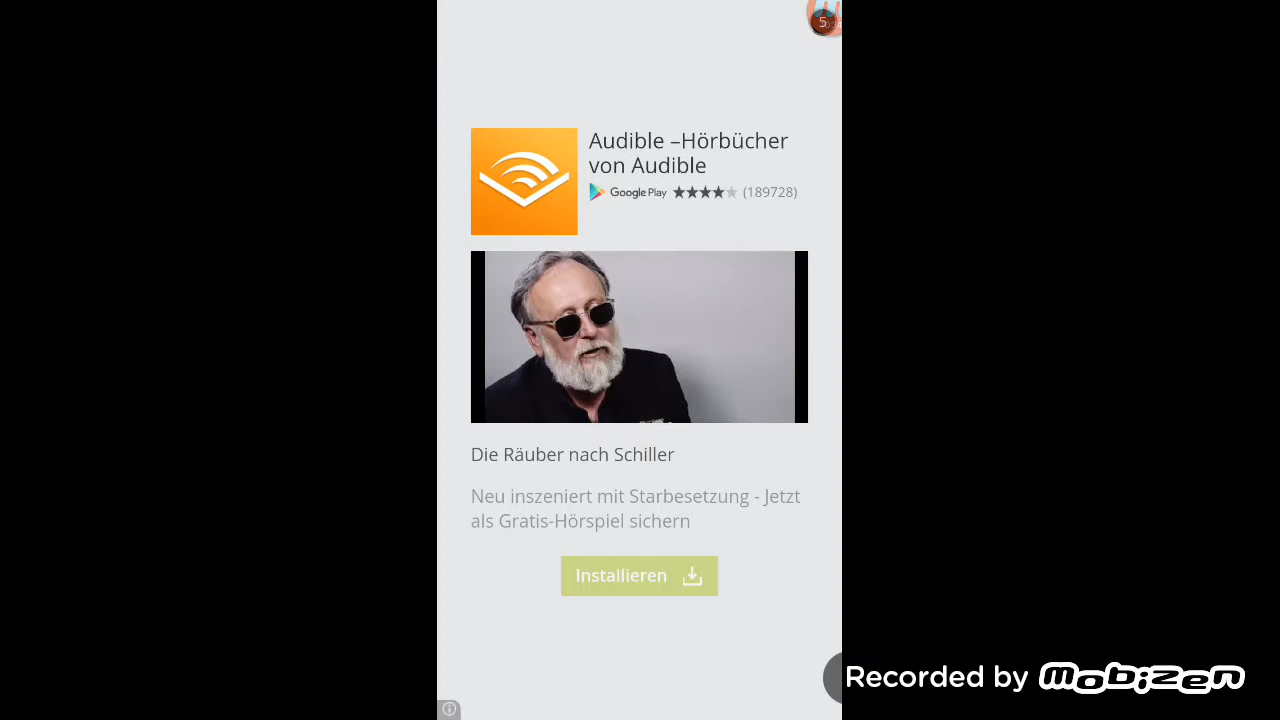 5
Audible –Hörbücher
von Audible
Google Play (189728)
Die Räuber nach Schiller
Neu inszeniert mit Starbesetzung - Jetzt
als Gratis-Hörspiel sichern
Installieren
Recorded by mobizen